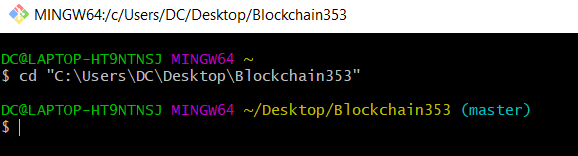 MINGW64:/c/Users/DC/Desktop/Blockchain353
DC@LAPTOP-HT9NTNSJ MINGW64 ~
$ cd "C:\Users\DC\Desktop\Blockchain353"
DC@LAPTOP-HT9NTNSJ MINGW64 ~/Desktop/Blockchain353 (master)
$